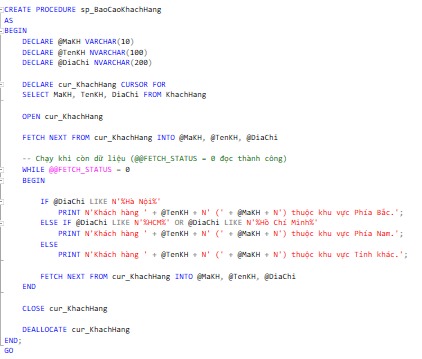 CREATE PROCEDURE sp_BaoCaoKhachHang
AS
BEGIN
DECLARE @MaKH VARCHAR(10)
DECLARE @TenKH NVARCHAR(100)
DECLARE @DiaChi NVARCHAR(200)
DECLARE cur_KhachHang CURSOR FOR
SELECT MaKH, TenKH, DiaChi FROM KhachHang
OPEN cur_KhachHang
FETCH NEXT FROM cur_KhachHang INTO @MaKH, @TenKH, @DiaChi
-- Chạy khi còn dữ liệu (@@FETCH_STATUS = 0 đọc thành công)
WHILE @@FETCH_STATUS = 0
BEGIN
IF @DiaChi LIKE N'%Hà Nội%'
PRINT N'Khách hàng ' + @TenKH + N' (' + @MaKH + N') thuộc khu vực Phía Bắc.';
ELSE IF @DiaChi LIKE N'%HCM%' OR @DiaChi LIKE N'%Hồ Chí Minh%'
PRINT N'Khách hàng ' + @TenKH + N' (' + @MaKH + N') thuộc khu vực Phía Nam.';
ELSE
PRINT N'Khách hàng ' + @TenKH + N' (' + @MaKH + N') thuộc khu vực Tỉnh khác.';
FETCH NEXT FROM cur_KhachHang INTO @MaKH, @TenKH, @DiaChi
END
CLOSE cur_KhachHang
DEALLOCATE cur_KhachHang
END;
GO